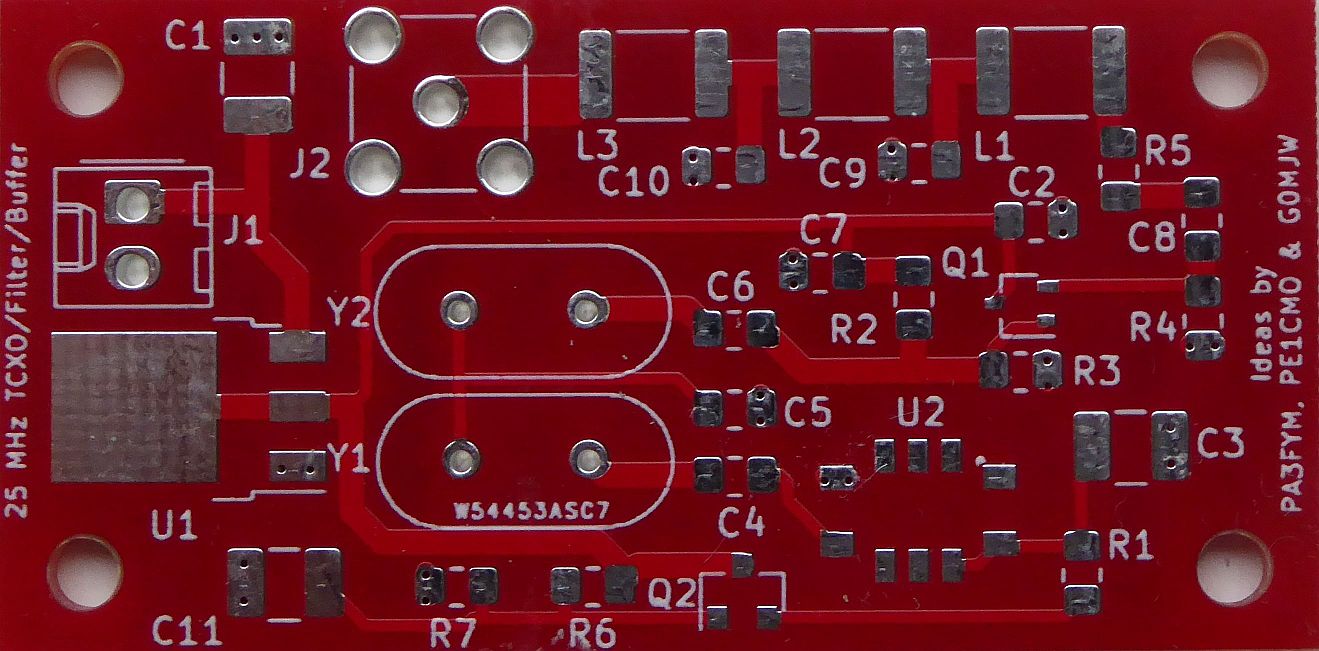 C1
J2
L3
L2
L1
R5
C10
C9
C2
J1
C7
C8
Q1
Y2
C6
R2
R4
R3
C5
U2
C3
Y1
W54453ASC7
U1
C4
R1
Q2
C11
R7
R6
25 MHz TCXO/Filter/Buffer
Ideas by
PA3FYM, PE1CMO & G0MJW